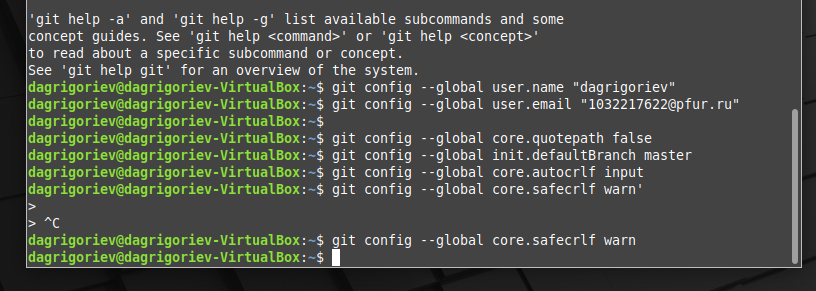 'git help -a' and 'git help -g' list available subcommands and some
concept guides. See 'git help <command>' or 'git help <concept>'
to read about a specific subcommand or concept.
See 'git help git' for an overview of the system.
dagrigoriev@dagrigoriev-VirtualBox:~$ git config --global user.name "dagrigoriev"
dagrigoriev@dagrigoriev-VirtualBox:~$ git config --global user.email "1032217622@pfur.ru"
dagrigoriev@dagrigoriev-VirtualBox:~$
dagrigoriev@dagrigoriev-VirtualBox:~$ git config --global core.quotepath false
dagrigoriev@dagrigoriev-VirtualBox:~$ git config --global init.defaultBranch master
dagrigoriev@dagrigoriev-VirtualBox:~$ git config --global core.autocrlf input
dagrigoriev@dagrigoriev-VirtualBox:~$ git config --global core.safecrlf warn'
>
> ^C
dagrigoriev@dagrigoriev-VirtualBox:~$ git config --global core.safecrlf warn
dagrigoriev@dagrigoriev-VirtualBox:~$